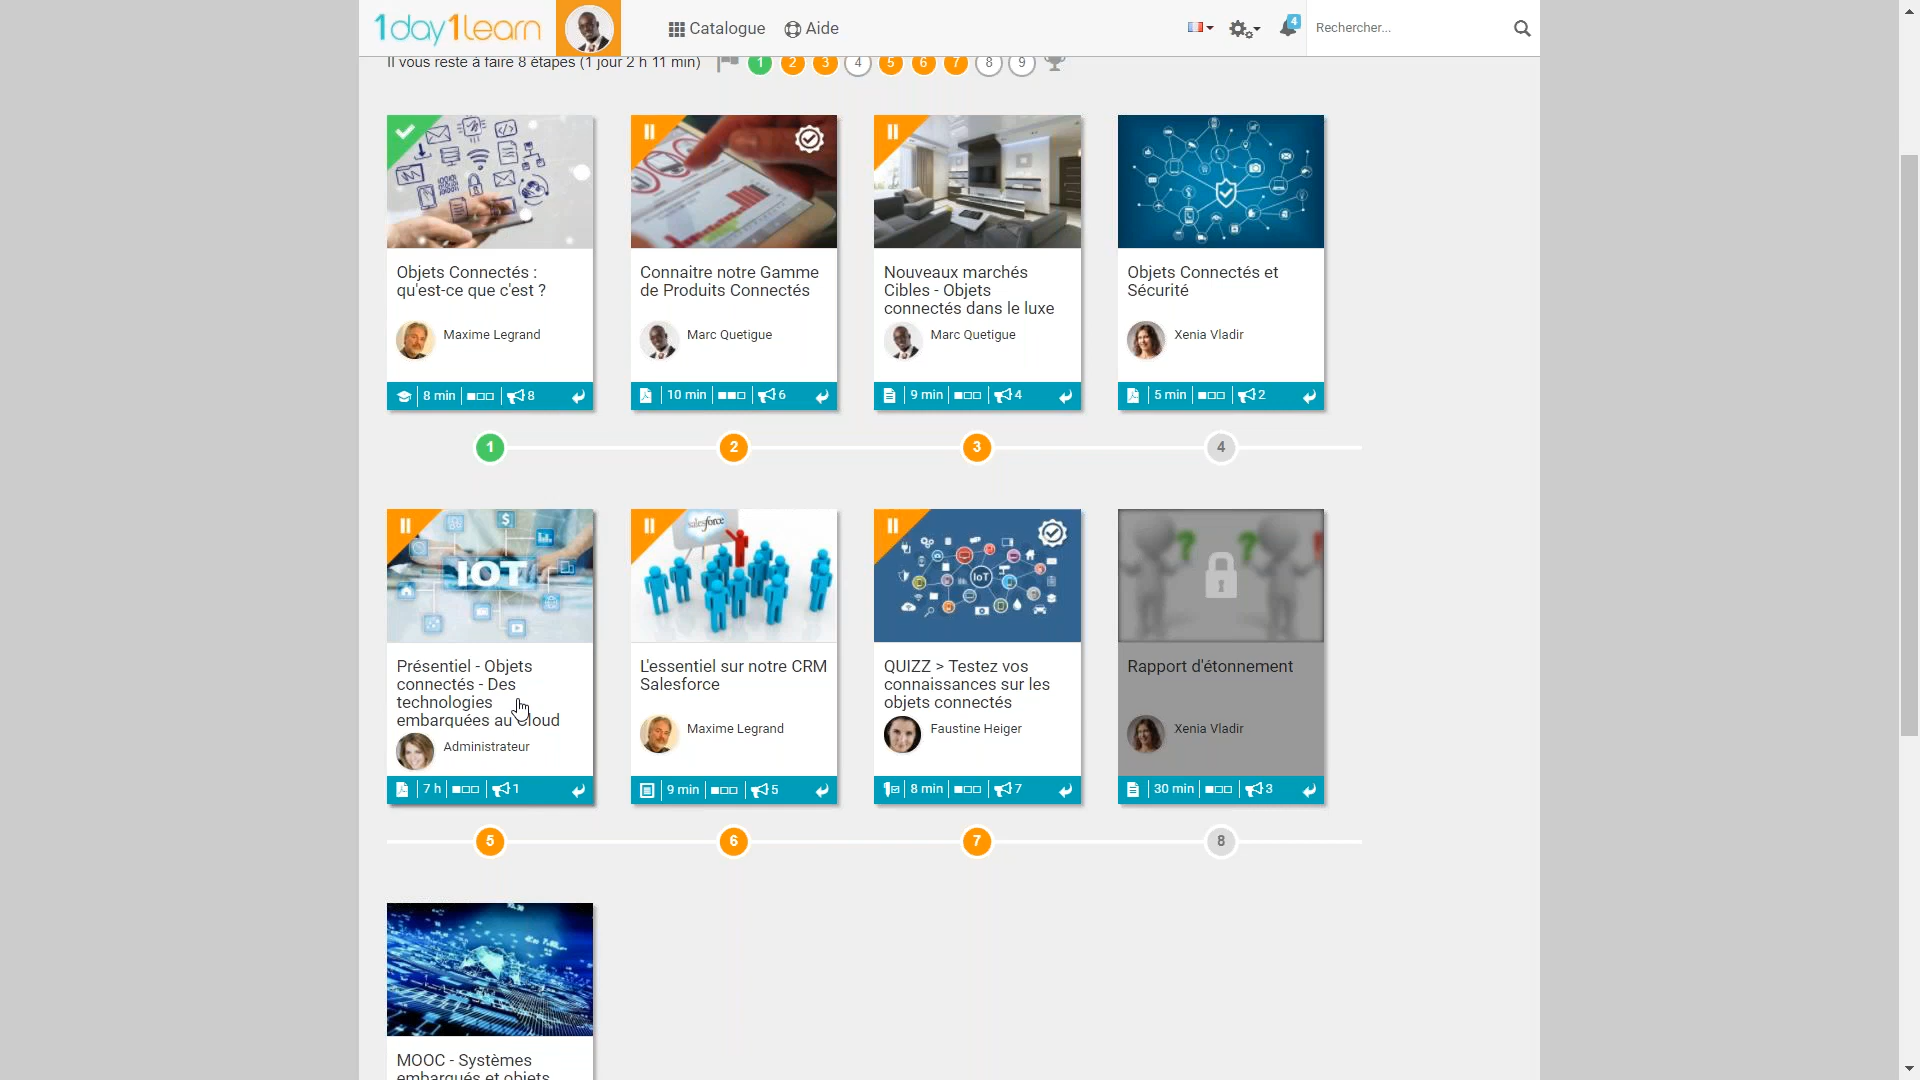 1day1learn
Catalogue
Aide
4
Rechercher...
Il vous reste à faire 8 étapes (1 jour 2 h 11 min)
1 2 3 4 5 6 7 8 9
Objets Connectés :
qu'est-ce que c'est ?
Maxime Legrand
8 min
8
Connaitre notre Gamme
de Produits Connectés
Marc Quetigue
10 min
6
Nouveaux marchés
Cibles - Objets
connectés dans le luxe
Marc Quetigue
9 min
4
Objets Connectés et
Sécurité
Xenia Vladir
5 min
2
1
2
3
4
IOT
Présentiel - Objets
connectés - Des
technologies
embarquées au Cloud
Administrateur
7 h
1
salesforce
L'essentiel sur notre CRM
Salesforce
Maxime Legrand
9 min
5
IoT
QUIZZ > Testez vos
connaissances sur les
objets connectés
Faustine Heiger
8 min
7
Rapport d'étonnement
Xenia Vladir
30 min
3
5
6
7
8
MOOC - Systèmes
embarqués et objets